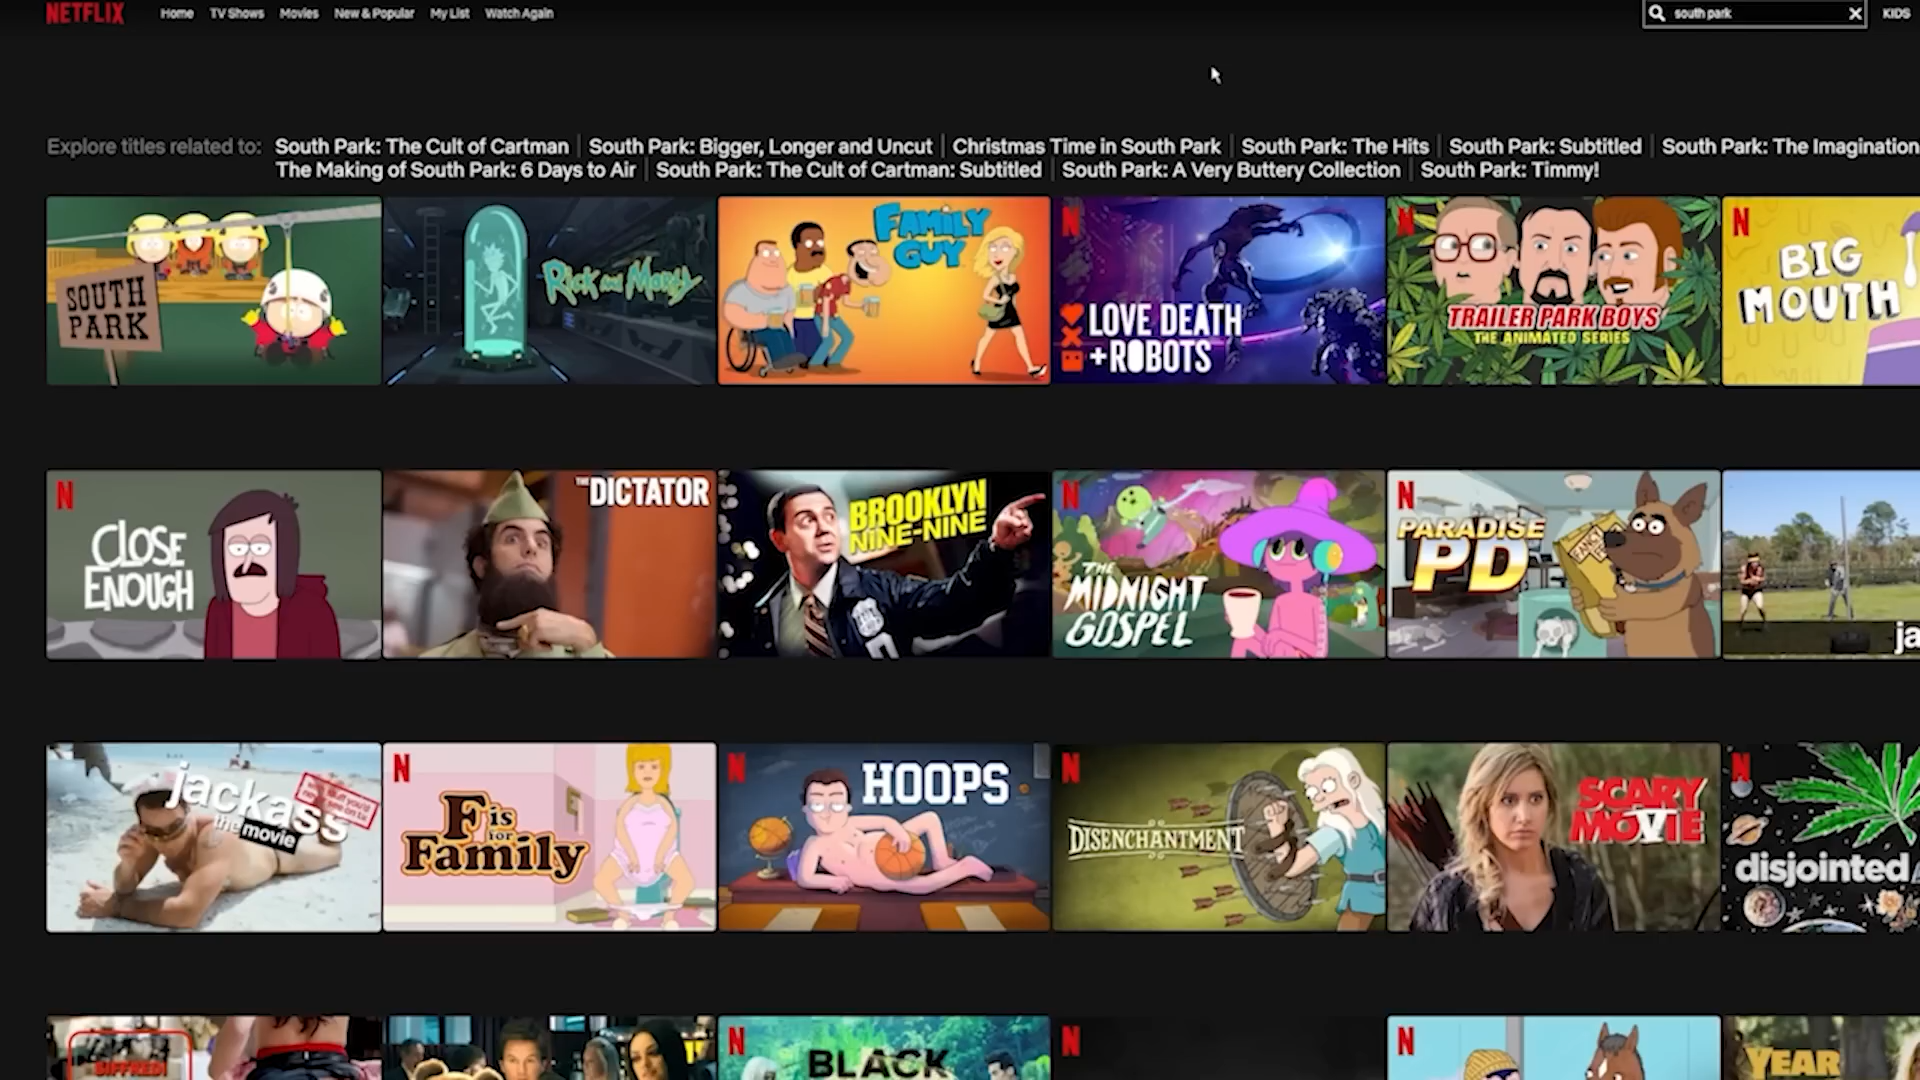 NETFLIX Home TV Shows Movies New & Popular My List Watch Again south park KIDS
Explore titles related to: South Park: The Cult of Cartman South Park: Bigger, Longer and Uncut Christmas Time in South Park South Park: The Hits South Park: Subtitled South Park: The Imagination
The Making of South Park: 6 Days to Air South Park: The Cult of Cartman: Subtitled South Park: A Very Buttery Collection South Park: Timmy!
SOUTH
PARK
RICK AND MORTY
FAMILY
GUY
N
LOVE DEATH
+ROBOTS
N
TRAILER PARK BOYS
THE ANIMATED SERIES
N
BIG
MOUTH
N
CLOSE
ENOUGH
THE DICTATOR
BROOKLYN
NINE-NINE
N
THE
MIDNIGHT
GOSPEL
N
PARADISE
PD
ja
jackass
the movie
N
F is
for
Family
N
HOOPS
N
DISENCHANTMENT
SCARY
MOVIE
N
disjointed
N
BLACK
N
N
YEAR